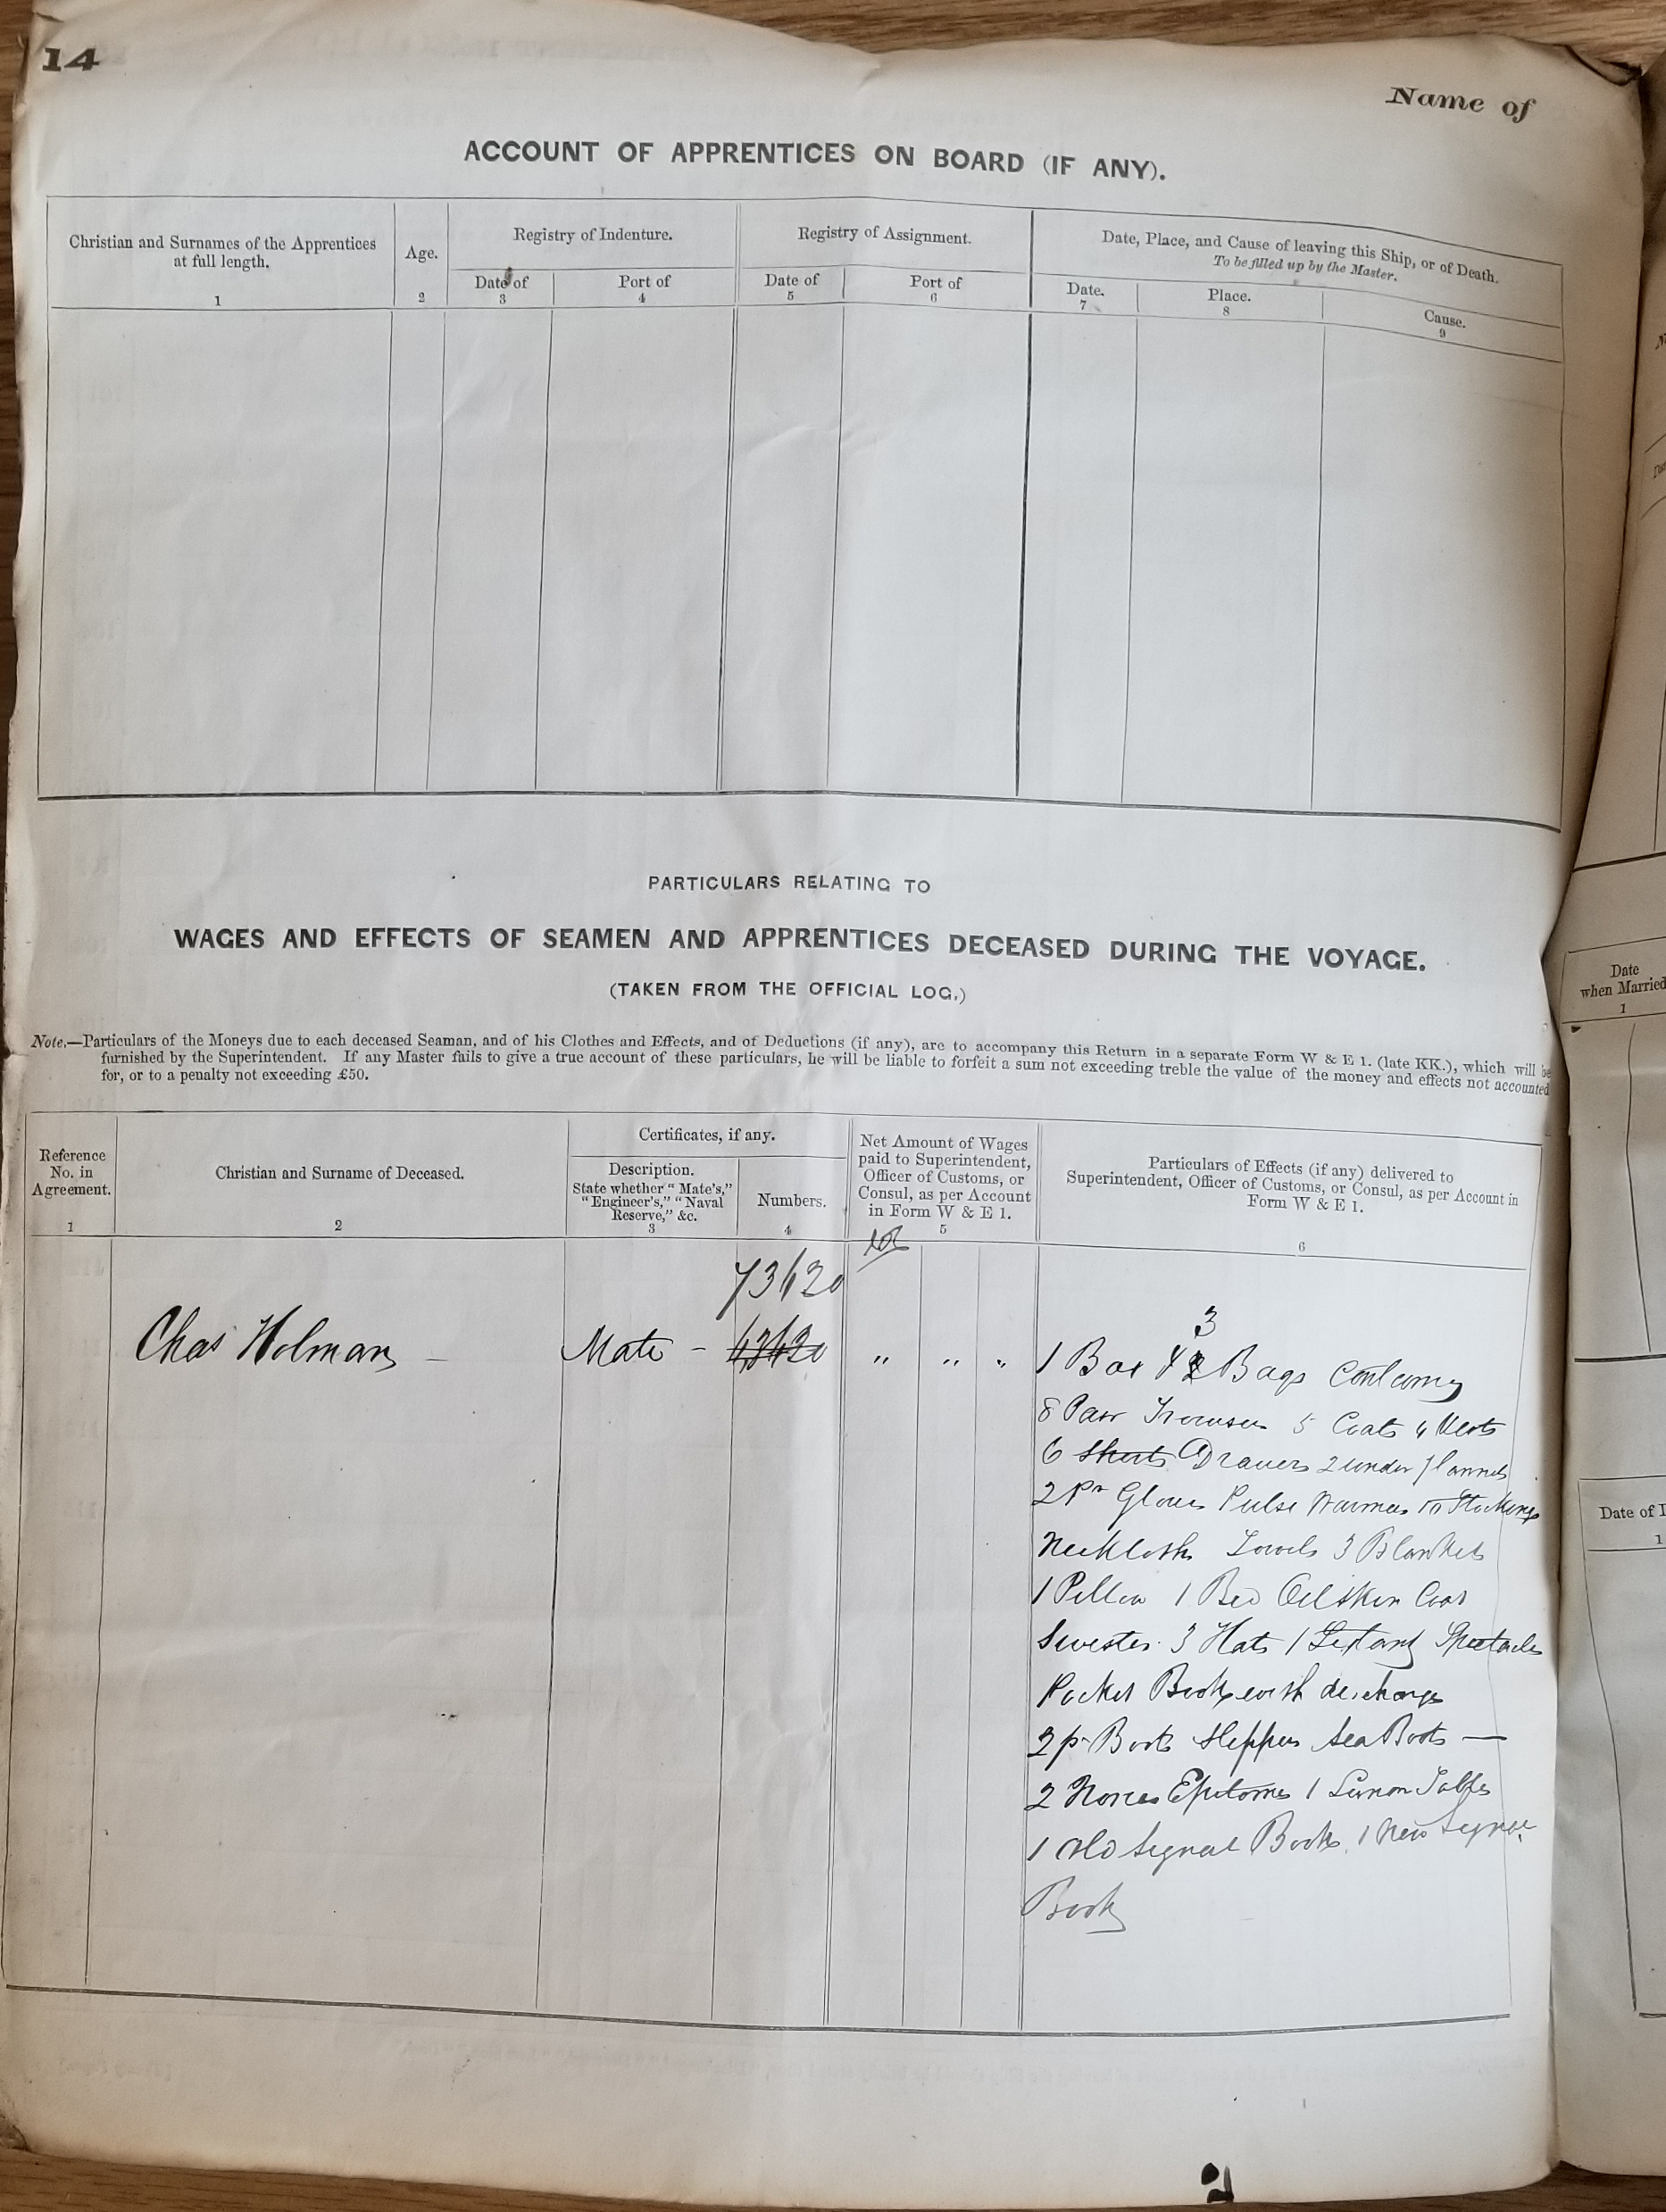 14
Name of
ACCOUNT OF APPRENTICES ON BOARD (IF ANY).
Christian and Surnames of the Apprentices
at full length.
1
Age.
2
Registry of Indenture.
Date of
3
Port of
4
Registry of Assignment.
Date of
5
Port of
6
Date, Place, and Cause of leaving this Ship, or of Death.
To be filled up by the Master.
Date.
7
Place.
8
Cause.
9
PARTICULARS RELATING TO
WAGES AND EFFECTS OF SEAMEN AND APPRENTICES DECEASED DURING THE VOYAGE.
(TAKEN FROM THE OFFICIAL LOG.)
Note.—Particulars of the Moneys due to each deceased Seaman, and of his Clothes and Effects, and of Deductions (if any), are to accompany this Return in a separate Form W & E 1. (late KK.), which will be
furnished by the Superintendent. If any Master fails to give a true account of these particulars, he will be liable to forfeit a sum not exceeding treble the value of the money and effects not accounted
for, or to a penalty not exceeding £50.
Reference
No. in
Agreement.
1
Christian and Surname of Deceased.
2
Certificates, if any.
Description.
State whether "Mate's,"
"Engineer's," "Naval
Reserve," &c.
3
Numbers.
4
Net Amount of Wages
paid to Superintendent,
Officer of Customs, or
Consul, as per Account
in Form W & E 1.
5
Particulars of Effects (if any) delivered to
Superintendent, Officer of Customs, or Consul, as per Account in
Form W & E 1.
6
73620
Chas Holman
Mate -
" " "
3
1 Box & Bags Containing
8 Pair Trousers 5 Coats 4 Vests
6 Shirts Drawers 2 under flannels
2 Pr Gloves Pulse Warmers Stockings
Neckloth Towels 3 Blankets
1 Pillow 1 Bed Oilskin Coat
Swester 3 Hats 1 Sextant Spectacles
Pocket Book with discharges
2 pr Boots Slippers Sea Boots —
2 Nories Epitomes 1 Tables
1 Old Signal Book 1 New Signal
Book
Date
when Married
1
Date of
1